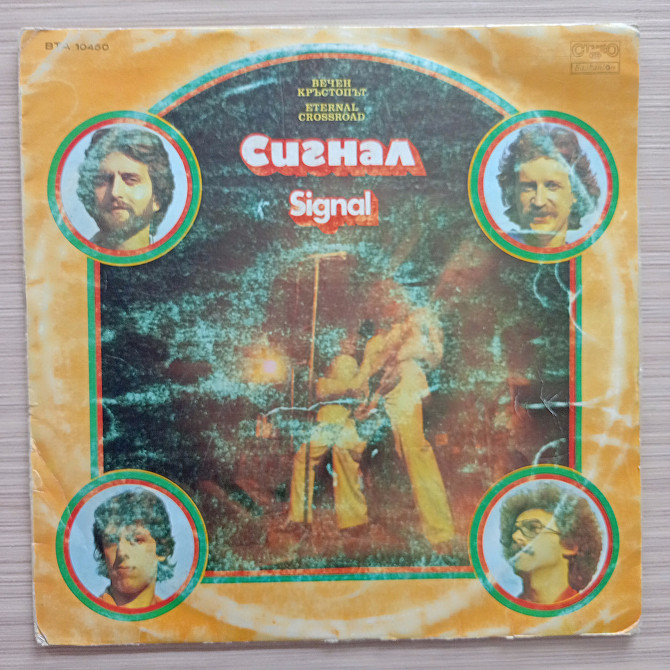 ВТА 10450
СТЕРЕО
ВЕЧЕН
КРЪСТОПЪТ
ETERNAL
CROSSROAD
Сигнал
Signal